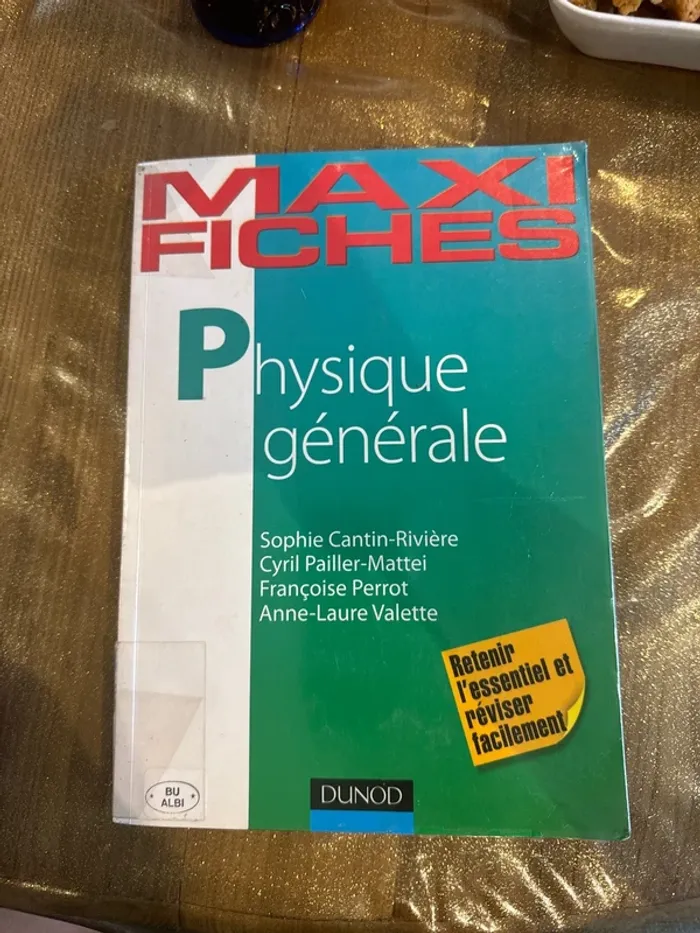 MAXI
FICHES
Physique
générale
Sophie Cantin-Rivière
Cyril Pailler-Mattei
Françoise Perrot
Anne-Laure Valette
Retenir
l'essentiel et
réviser
facilement
BU
ALBI
DUNOD